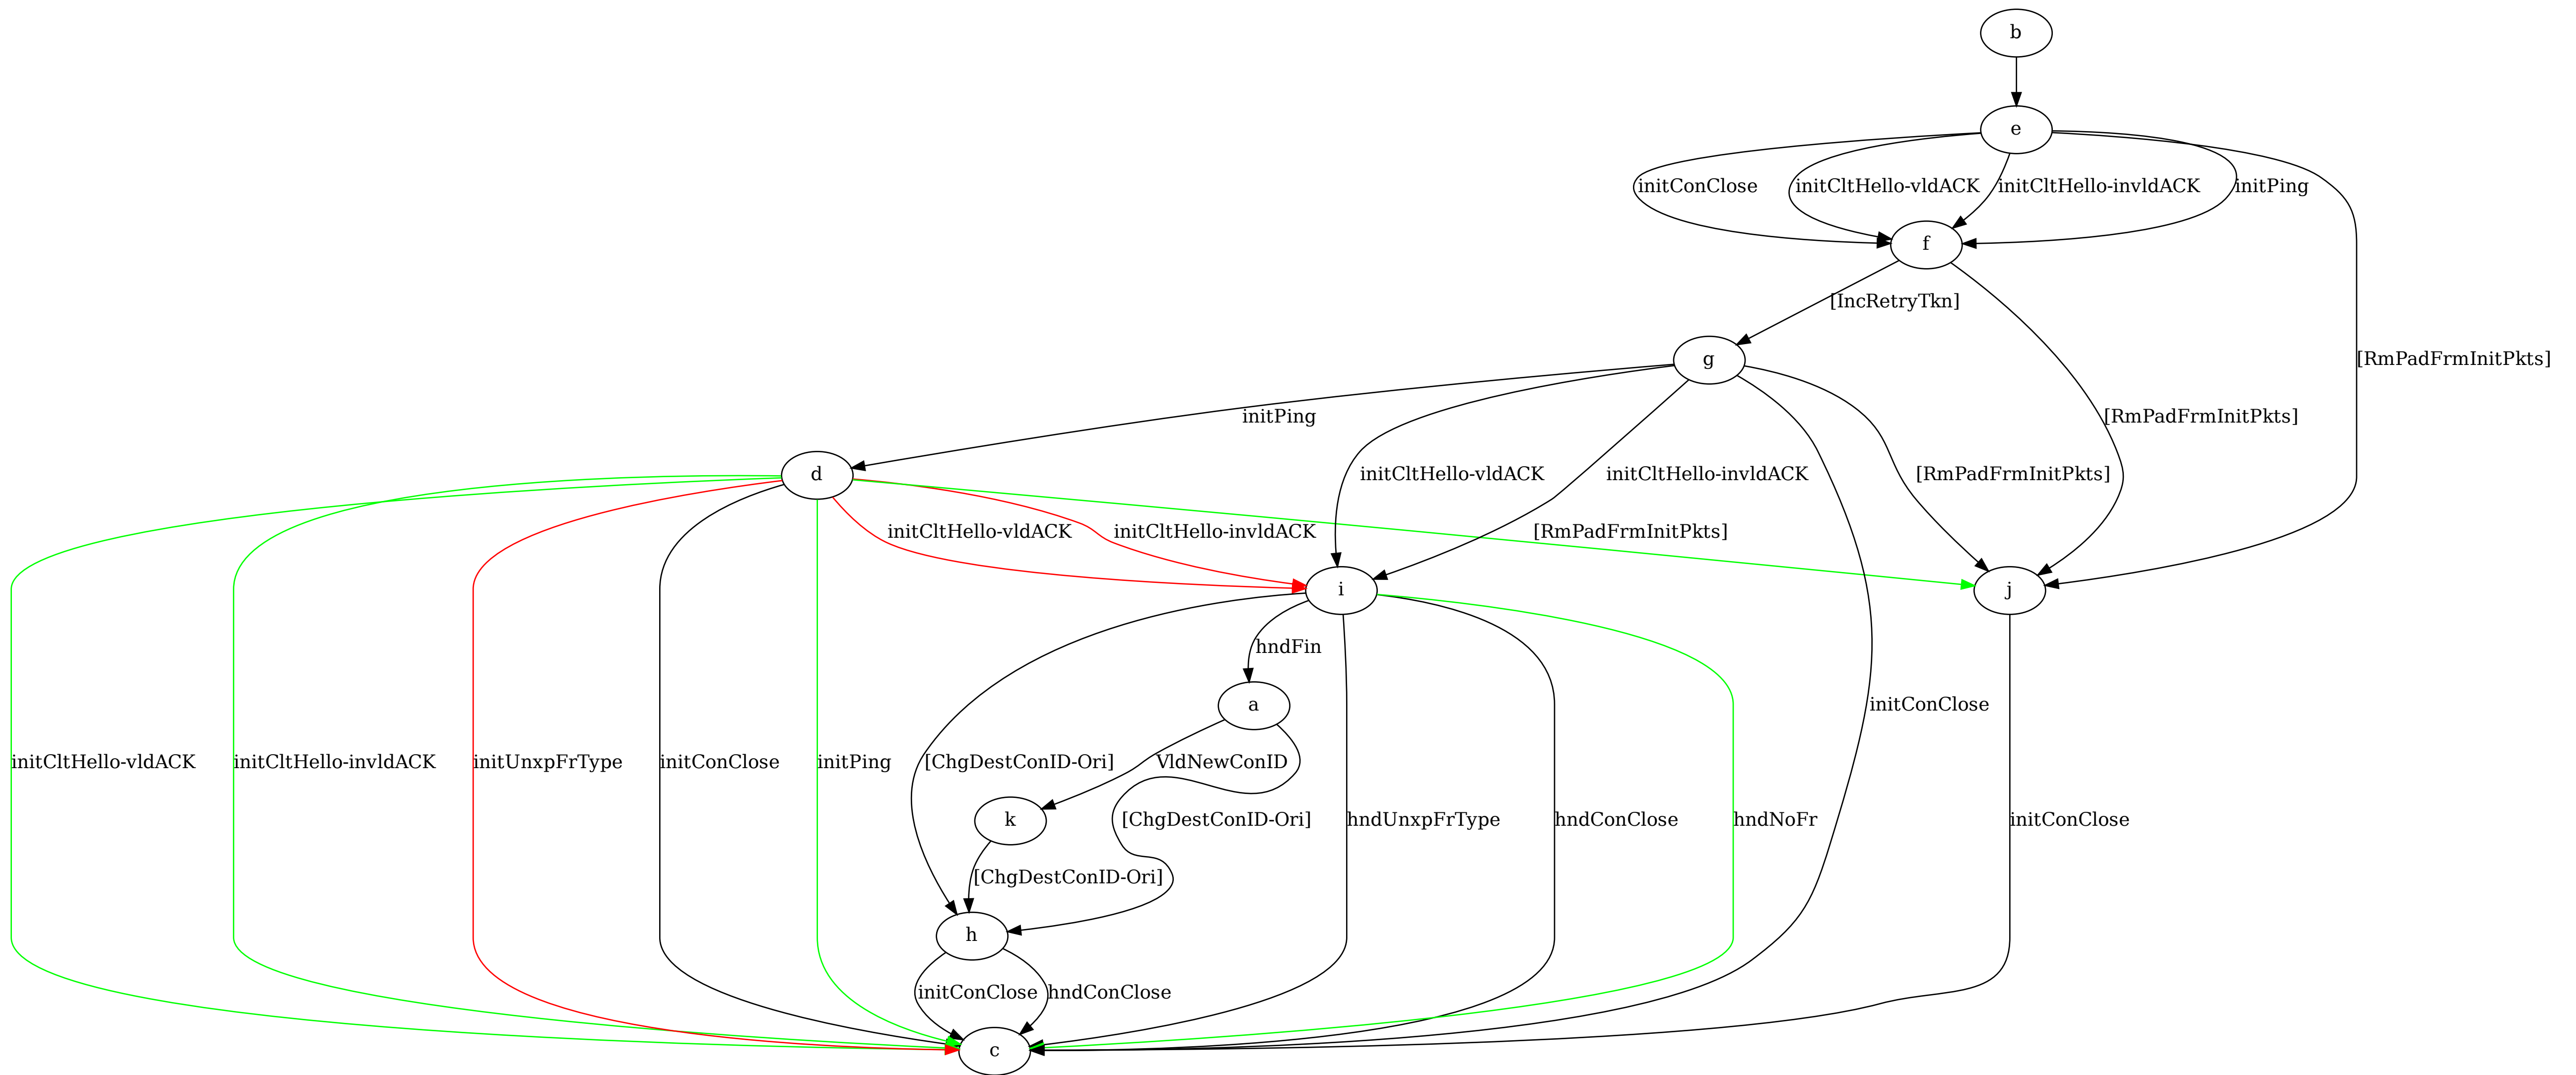 b
e
initConClose
initCltHello-vldACK
initCltHello-invldACK
initPing
f
[IncRetryTkn]
g
[RmPadFrmInitPkts]
initPing
[RmPadFrmInitPkts]
d
initCltHello-vldACK
initCltHello-invldACK
[RmPadFrmInitPkts]
initCltHello-vldACK
initCltHello-invldACK
[RmPadFrmInitPkts]
i
j
hndFin
a
initConClose
initCltHello-vldACK
initCltHello-invldACK
initUnxpFrType
initConClose
initPing
[ChgDestConID-Ori]
VldNewConID
k
[ChgDestConID-Ori]
hndUnxpFrType
hndConClose
hndNoFr
initConClose
[ChgDestConID-Ori]
h
initConClose
hndConClose
c